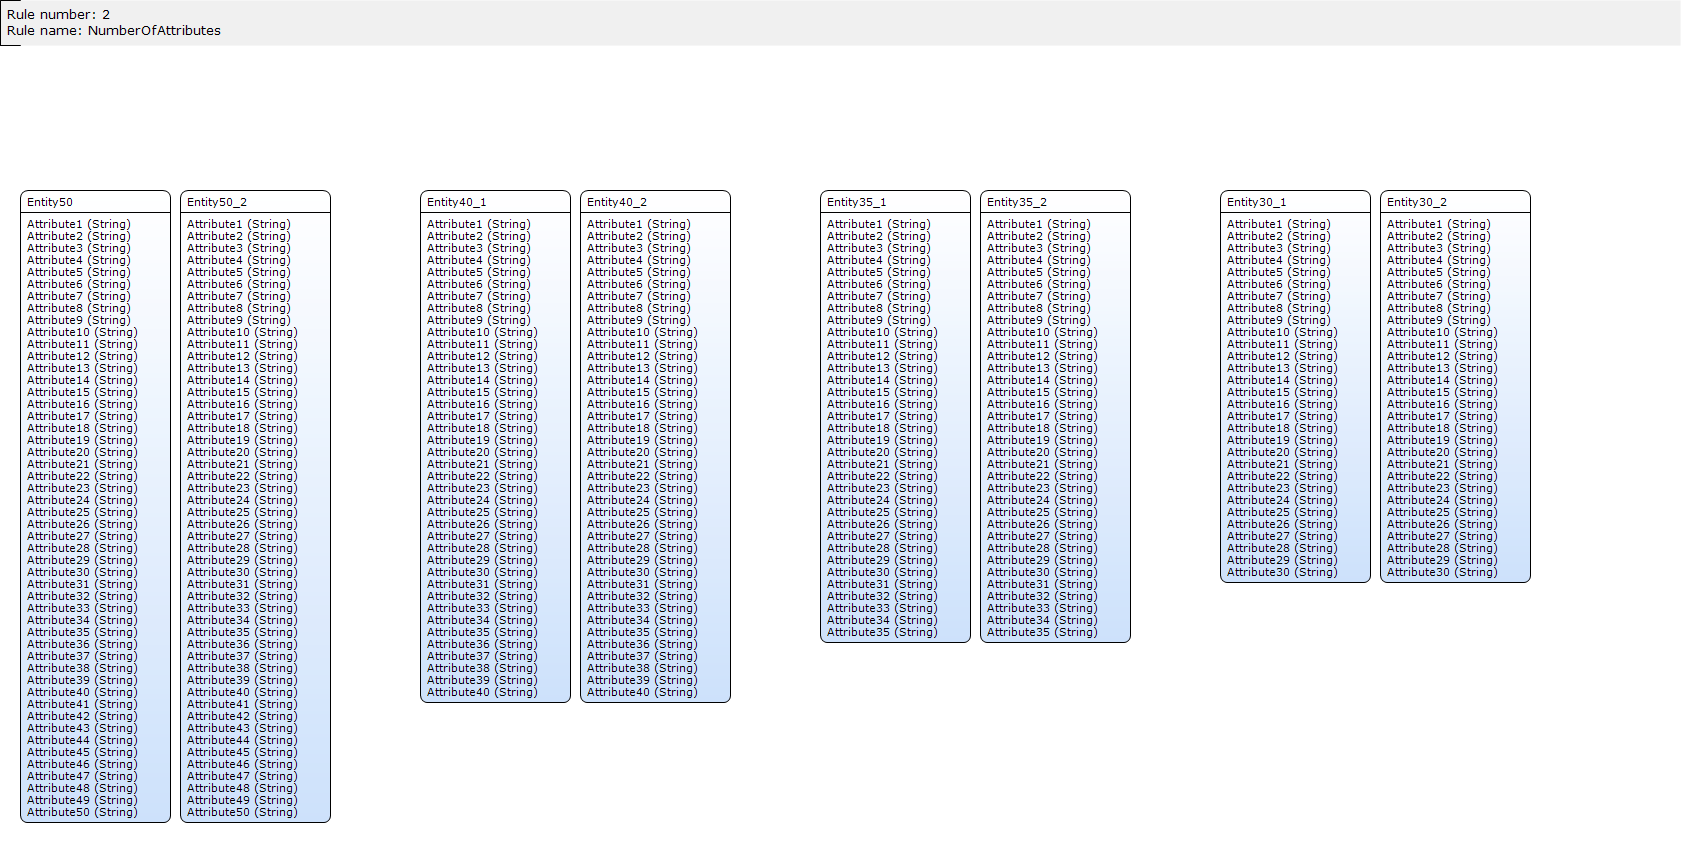 Rule number: 2
Rule name: NumberOfAttributes
Entity50
Attribute1 (String)
Attribute2 (String)
Attribute3 (String)
Attribute4 (String)
Attribute5 (String)
Attribute6 (String)
Attribute7 (String)
Attribute8 (String)
Attribute9 (String)
Attribute10 (String)
Attribute11 (String)
Attribute12 (String)
Attribute13 (String)
Attribute14 (String)
Attribute15 (String)
Attribute16 (String)
Attribute17 (String)
Attribute18 (String)
Attribute19 (String)
Attribute20 (String)
Attribute21 (String)
Attribute22 (String)
Attribute23 (String)
Attribute24 (String)
Attribute25 (String)
Attribute26 (String)
Attribute27 (String)
Attribute28 (String)
Attribute29 (String)
Attribute30 (String)
Attribute31 (String)
Attribute32 (String)
Attribute33 (String)
Attribute34 (String)
Attribute35 (String)
Attribute36 (String)
Attribute37 (String)
Attribute38 (String)
Attribute39 (String)
Attribute40 (String)
Attribute41 (String)
Attribute42 (String)
Attribute43 (String)
Attribute44 (String)
Attribute45 (String)
Attribute46 (String)
Attribute47 (String)
Attribute48 (String)
Attribute49 (String)
Attribute50 (String)
Entity50_2
Attribute1 (String)
Attribute2 (String)
Attribute3 (String)
Attribute4 (String)
Attribute5 (String)
Attribute6 (String)
Attribute7 (String)
Attribute8 (String)
Attribute9 (String)
Attribute10 (String)
Attribute11 (String)
Attribute12 (String)
Attribute13 (String)
Attribute14 (String)
Attribute15 (String)
Attribute16 (String)
Attribute17 (String)
Attribute18 (String)
Attribute19 (String)
Attribute20 (String)
Attribute21 (String)
Attribute22 (String)
Attribute23 (String)
Attribute24 (String)
Attribute25 (String)
Attribute26 (String)
Attribute27 (String)
Attribute28 (String)
Attribute29 (String)
Attribute30 (String)
Attribute31 (String)
Attribute32 (String)
Attribute33 (String)
Attribute34 (String)
Attribute35 (String)
Attribute36 (String)
Attribute37 (String)
Attribute38 (String)
Attribute39 (String)
Attribute40 (String)
Attribute41 (String)
Attribute42 (String)
Attribute43 (String)
Attribute44 (String)
Attribute45 (String)
Attribute46 (String)
Attribute47 (String)
Attribute48 (String)
Attribute49 (String)
Attribute50 (String)
Entity40_1
Attribute1 (String)
Attribute2 (String)
Attribute3 (String)
Attribute4 (String)
Attribute5 (String)
Attribute6 (String)
Attribute7 (String)
Attribute8 (String)
Attribute9 (String)
Attribute10 (String)
Attribute11 (String)
Attribute12 (String)
Attribute13 (String)
Attribute14 (String)
Attribute15 (String)
Attribute16 (String)
Attribute17 (String)
Attribute18 (String)
Attribute19 (String)
Attribute20 (String)
Attribute21 (String)
Attribute22 (String)
Attribute23 (String)
Attribute24 (String)
Attribute25 (String)
Attribute26 (String)
Attribute27 (String)
Attribute28 (String)
Attribute29 (String)
Attribute30 (String)
Attribute31 (String)
Attribute32 (String)
Attribute33 (String)
Attribute34 (String)
Attribute35 (String)
Attribute36 (String)
Attribute37 (String)
Attribute38 (String)
Attribute39 (String)
Attribute40 (String)
Entity40_2
Attribute1 (String)
Attribute2 (String)
Attribute3 (String)
Attribute4 (String)
Attribute5 (String)
Attribute6 (String)
Attribute7 (String)
Attribute8 (String)
Attribute9 (String)
Attribute10 (String)
Attribute11 (String)
Attribute12 (String)
Attribute13 (String)
Attribute14 (String)
Attribute15 (String)
Attribute16 (String)
Attribute17 (String)
Attribute18 (String)
Attribute19 (String)
Attribute20 (String)
Attribute21 (String)
Attribute22 (String)
Attribute23 (String)
Attribute24 (String)
Attribute25 (String)
Attribute26 (String)
Attribute27 (String)
Attribute28 (String)
Attribute29 (String)
Attribute30 (String)
Attribute31 (String)
Attribute32 (String)
Attribute33 (String)
Attribute34 (String)
Attribute35 (String)
Attribute36 (String)
Attribute37 (String)
Attribute38 (String)
Attribute39 (String)
Attribute40 (String)
Entity35_1
Attribute1 (String)
Attribute2 (String)
Attribute3 (String)
Attribute4 (String)
Attribute5 (String)
Attribute6 (String)
Attribute7 (String)
Attribute8 (String)
Attribute9 (String)
Attribute10 (String)
Attribute11 (String)
Attribute12 (String)
Attribute13 (String)
Attribute14 (String)
Attribute15 (String)
Attribute16 (String)
Attribute17 (String)
Attribute18 (String)
Attribute19 (String)
Attribute20 (String)
Attribute21 (String)
Attribute22 (String)
Attribute23 (String)
Attribute24 (String)
Attribute25 (String)
Attribute26 (String)
Attribute27 (String)
Attribute28 (String)
Attribute29 (String)
Attribute30 (String)
Attribute31 (String)
Attribute32 (String)
Attribute33 (String)
Attribute34 (String)
Attribute35 (String)
Entity35_2
Attribute1 (String)
Attribute2 (String)
Attribute3 (String)
Attribute4 (String)
Attribute5 (String)
Attribute6 (String)
Attribute7 (String)
Attribute8 (String)
Attribute9 (String)
Attribute10 (String)
Attribute11 (String)
Attribute12 (String)
Attribute13 (String)
Attribute14 (String)
Attribute15 (String)
Attribute16 (String)
Attribute17 (String)
Attribute18 (String)
Attribute19 (String)
Attribute20 (String)
Attribute21 (String)
Attribute22 (String)
Attribute23 (String)
Attribute24 (String)
Attribute25 (String)
Attribute26 (String)
Attribute27 (String)
Attribute28 (String)
Attribute29 (String)
Attribute30 (String)
Attribute31 (String)
Attribute32 (String)
Attribute33 (String)
Attribute34 (String)
Attribute35 (String)
Entity30_1
Attribute1 (String)
Attribute2 (String)
Attribute3 (String)
Attribute4 (String)
Attribute5 (String)
Attribute6 (String)
Attribute7 (String)
Attribute8 (String)
Attribute9 (String)
Attribute10 (String)
Attribute11 (String)
Attribute12 (String)
Attribute13 (String)
Attribute14 (String)
Attribute15 (String)
Attribute16 (String)
Attribute17 (String)
Attribute18 (String)
Attribute19 (String)
Attribute20 (String)
Attribute21 (String)
Attribute22 (String)
Attribute23 (String)
Attribute24 (String)
Attribute25 (String)
Attribute26 (String)
Attribute27 (String)
Attribute28 (String)
Attribute29 (String)
Attribute30 (String)
Entity30_2
Attribute1 (String)
Attribute2 (String)
Attribute3 (String)
Attribute4 (String)
Attribute5 (String)
Attribute6 (String)
Attribute7 (String)
Attribute8 (String)
Attribute9 (String)
Attribute10 (String)
Attribute11 (String)
Attribute12 (String)
Attribute13 (String)
Attribute14 (String)
Attribute15 (String)
Attribute16 (String)
Attribute17 (String)
Attribute18 (String)
Attribute19 (String)
Attribute20 (String)
Attribute21 (String)
Attribute22 (String)
Attribute23 (String)
Attribute24 (String)
Attribute25 (String)
Attribute26 (String)
Attribute27 (String)
Attribute28 (String)
Attribute29 (String)
Attribute30 (String)